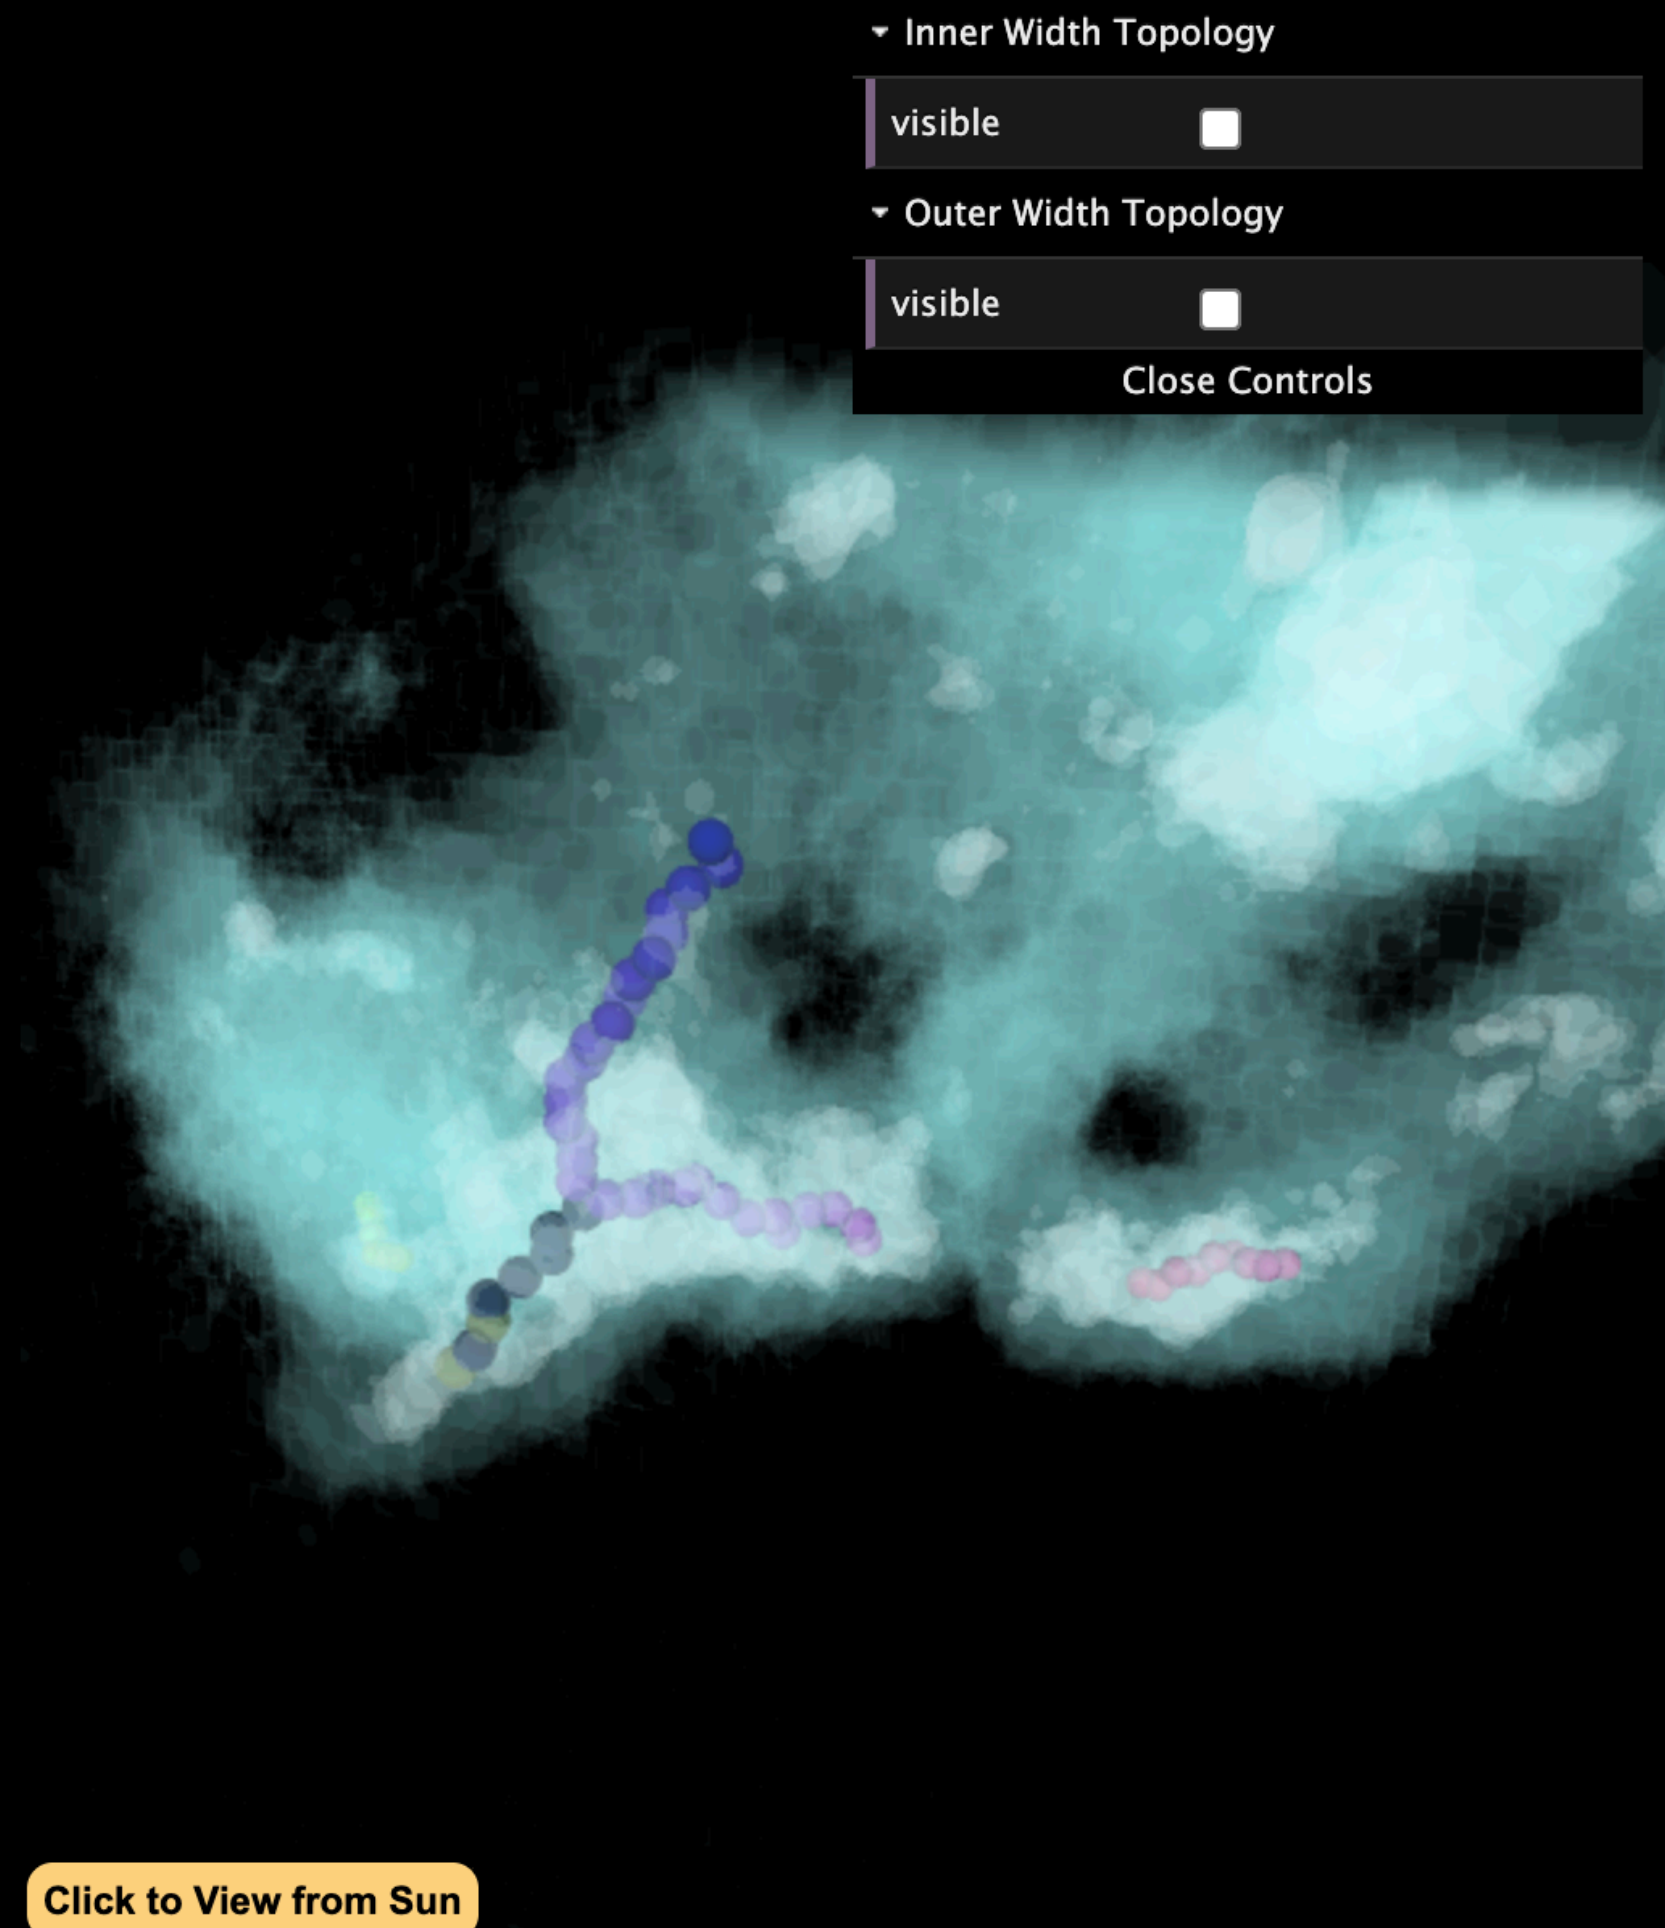 Inner Width Topology
visible
Outer Width Topology
visible
Close Controls
Click to View from Sun